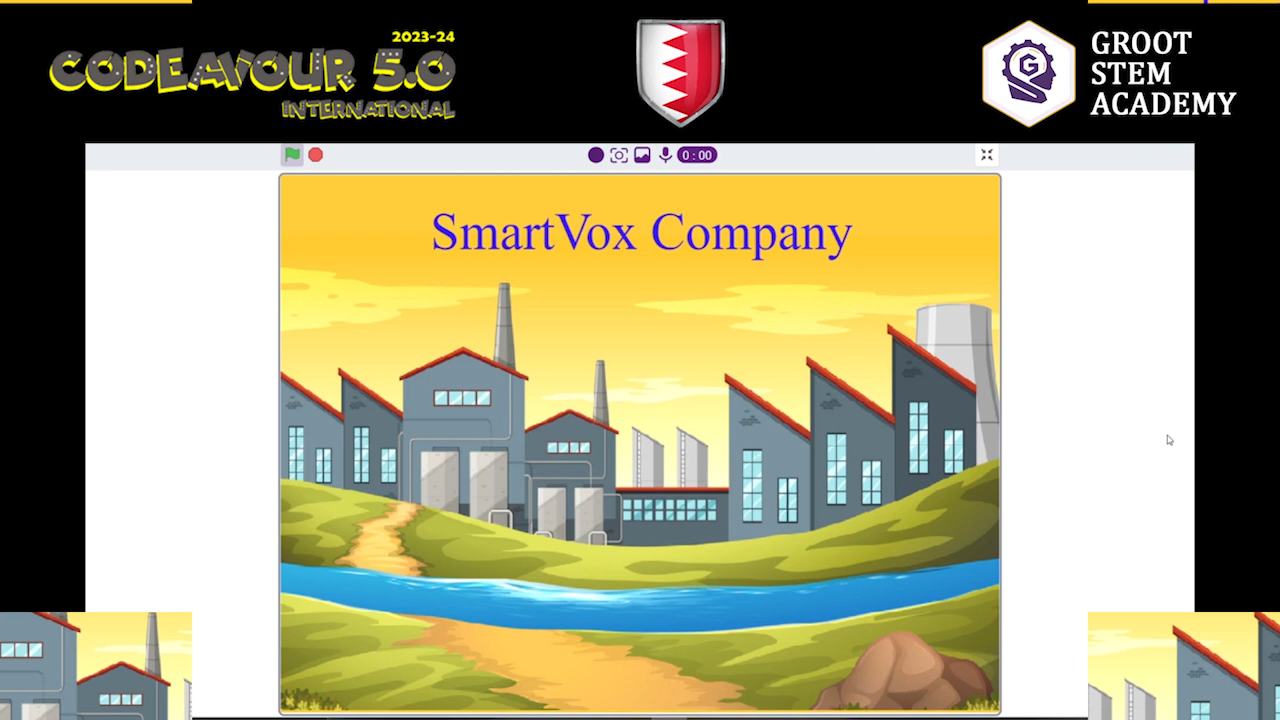 2023-24
CODEAVOUR 5.0
INTERNATIONAL
GROOT
STEM
ACADEMY
G
0:00
SmartVox Company